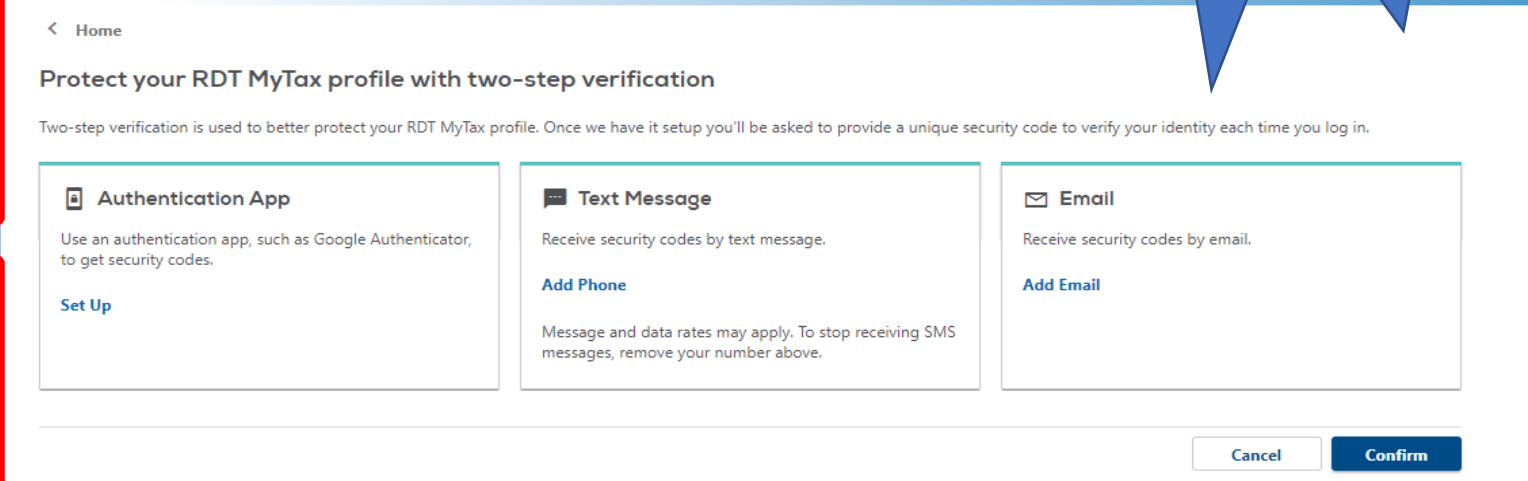 Home
Protect your RDT MyTax profile with two-step verification
Two-step verification is used to better protect your RDT MyTax profile. Once we have it setup you'll be asked to provide a unique security code to verify your identity each time you log in.
Authentication App
Use an authentication app, such as Google Authenticator,
to get security codes.
Set Up
Text Message
Receive security codes by text message.
Add Phone
Message and data rates may apply. To stop receiving SMS
messages, remove your number above.
Email
Receive security codes by email.
Add Email
Cancel
Confirm